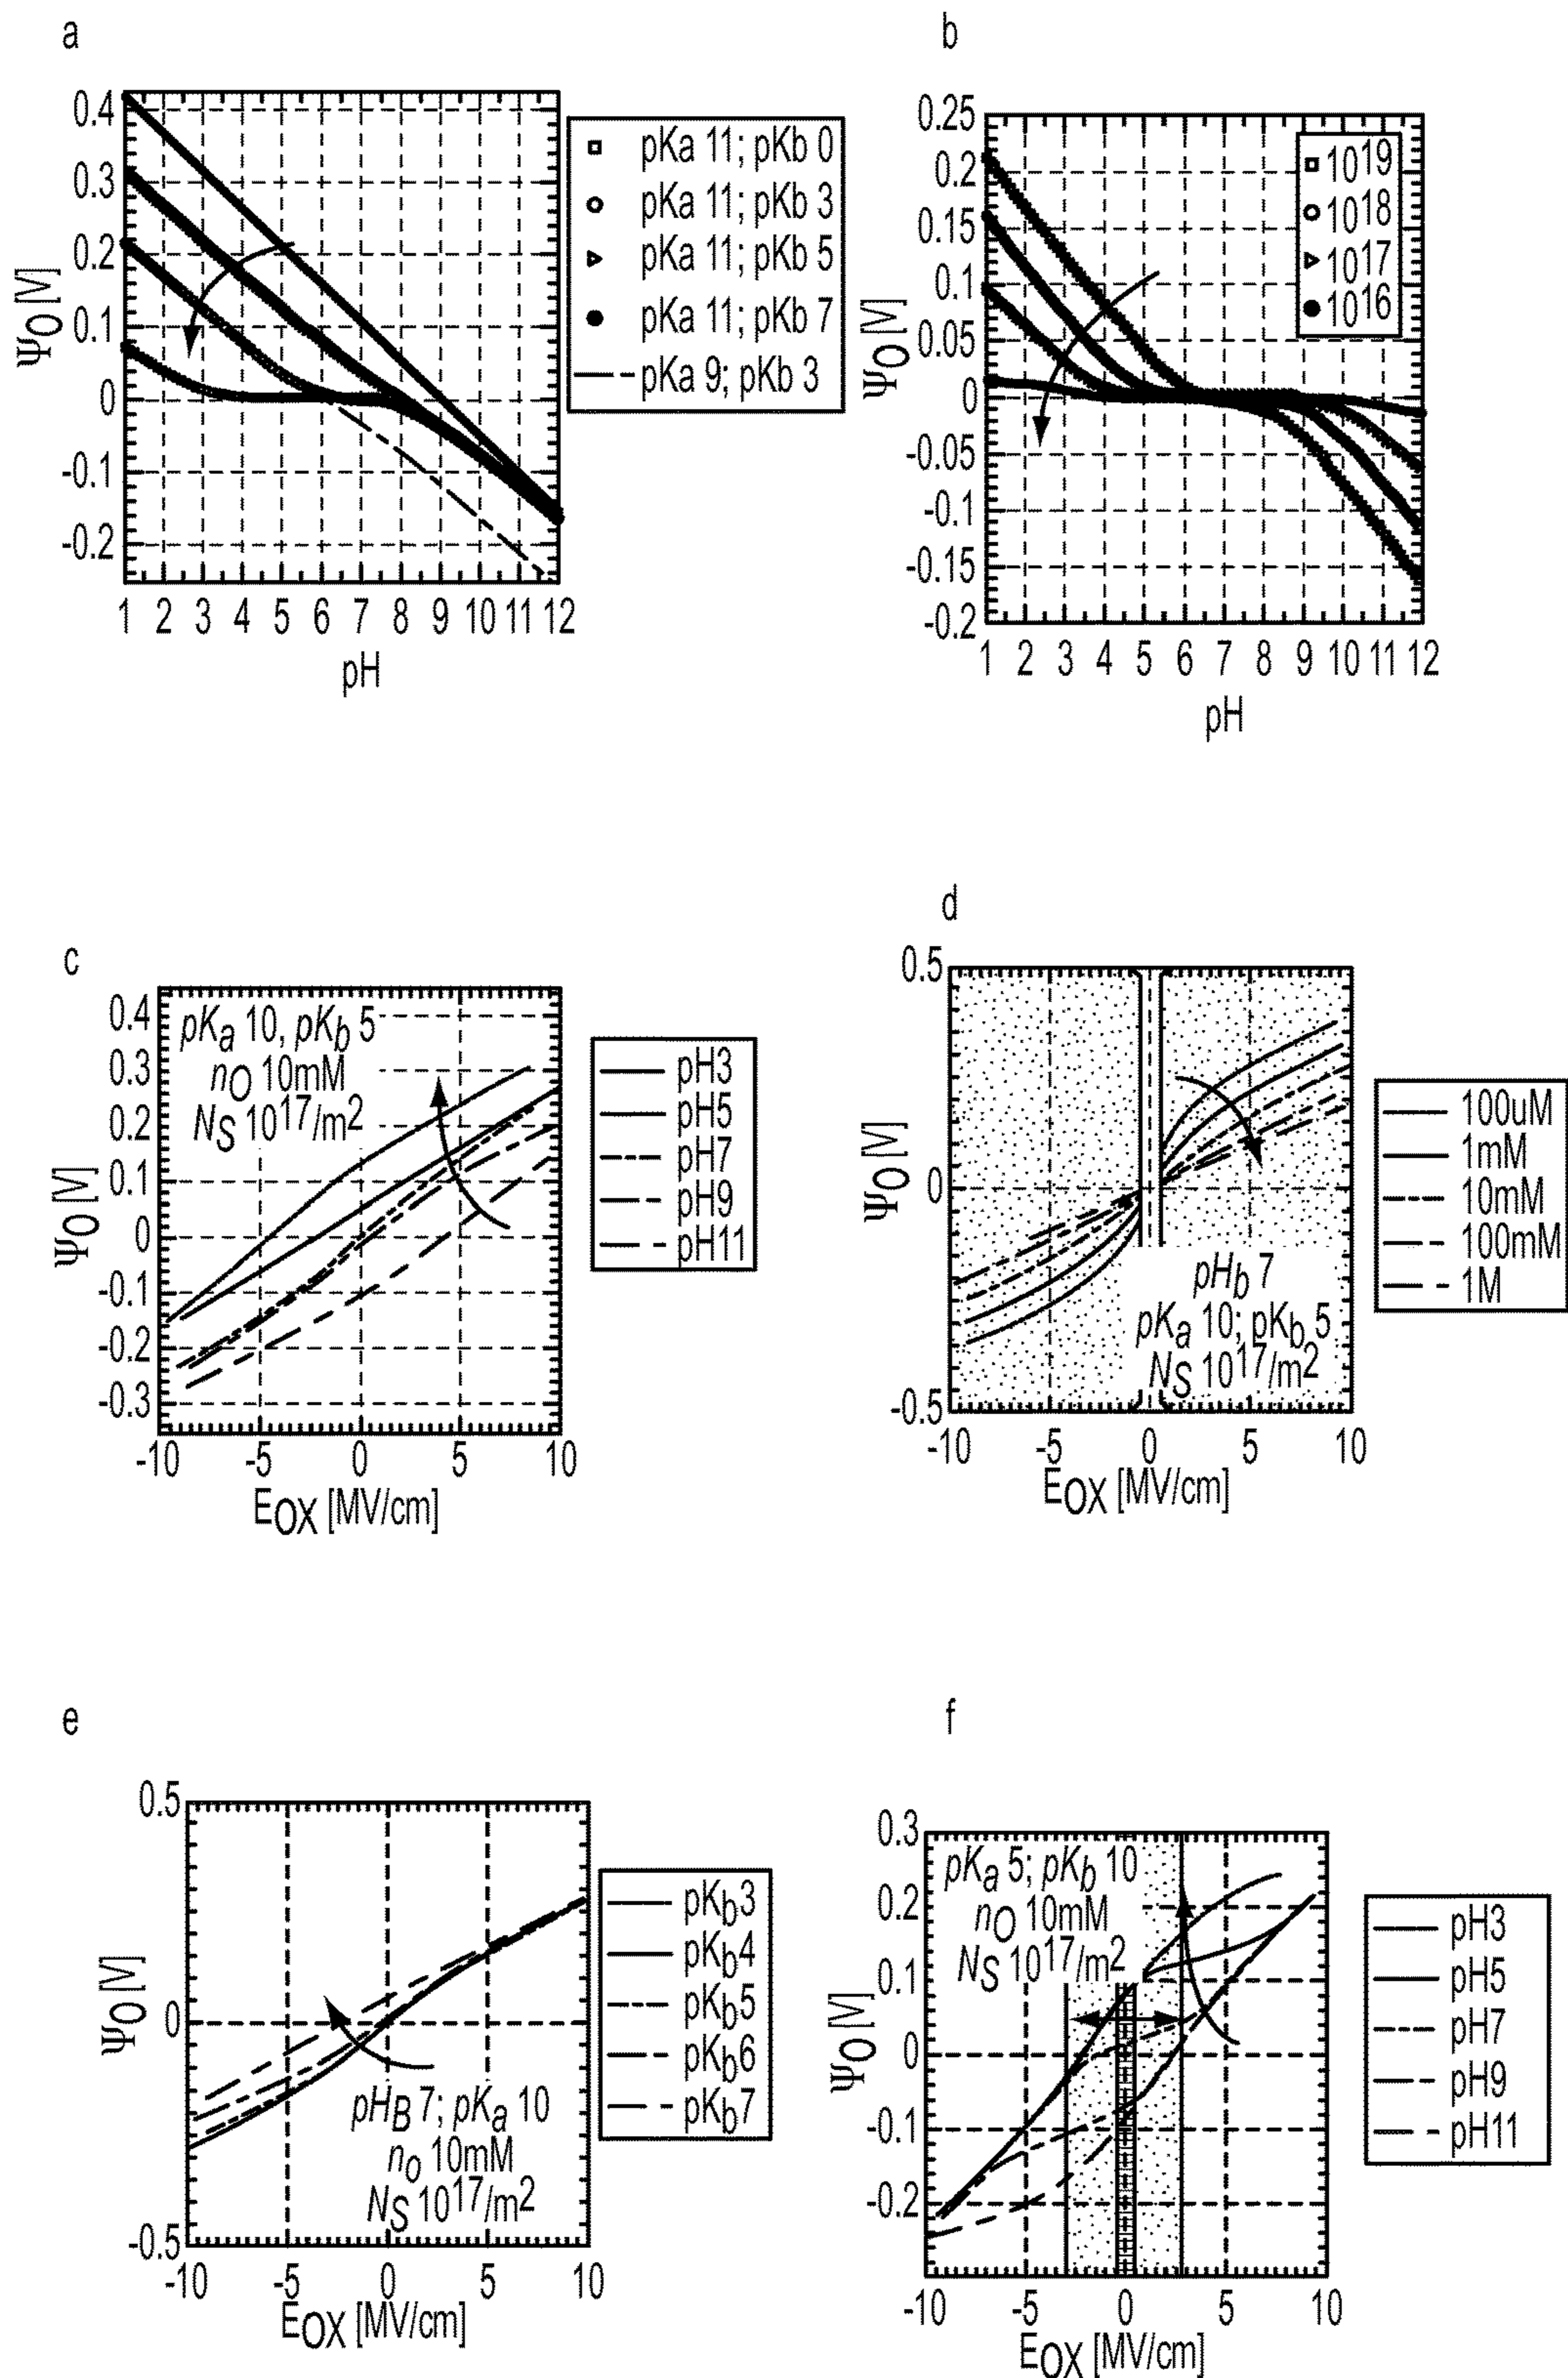 a
0.4
0.3
0.2
0.1
0
-0.1
-0.2
Ψ0 [V]
1 2 3 4 5 6 7 8 9 10 11 12
pH
pKa 11; pKb 0
pKa 11; pKb 3
pKa 11; pKb 5
pKa 11; pKb 7
pKa 9; pKb 3
b
0.25
0.2
0.15
0.1
0.05
0
-0.05
-0.1
-0.15
-0.2
Ψ0 [V]
1 2 3 4 5 6 7 8 9 10 11 12
pH
10¹⁹
10¹⁸
10¹⁷
10¹⁶
c
0.4
0.3
0.2
0.1
0
-0.1
-0.2
-0.3
Ψ0 [V]
pKa 10, pKb 5
n0 10mM
NS 10¹⁷/m2
-10 -5 0 5 10
EOX [MV/cm]
pH3
pH5
pH7
pH9
pH11
d
0.5
0
-0.5
Ψ0 [V]
pHb 7
pKa 10; pKb 5
NS 10¹⁷/m2
-10 -5 0 5 10
EOX [MV/cm]
100uM
1mM
10mM
100mM
1M
e
0.5
0
-0.5
Ψ0 [V]
pHB 7; pKa 10
n0 10mM
NS 10¹⁷/m2
-10 -5 0 5 10
EOX [MV/cm]
pKb3
pKb4
pKb5
pKb6
pKb7
f
0.3
0.2
0.1
0
-0.1
-0.2
Ψ0 [V]
pKa 5; pKb 10
n0 10mM
NS 10¹⁷/m2
-10 -5 0 5 10
EOX [MV/cm]
pH3
pH5
pH7
pH9
pH11